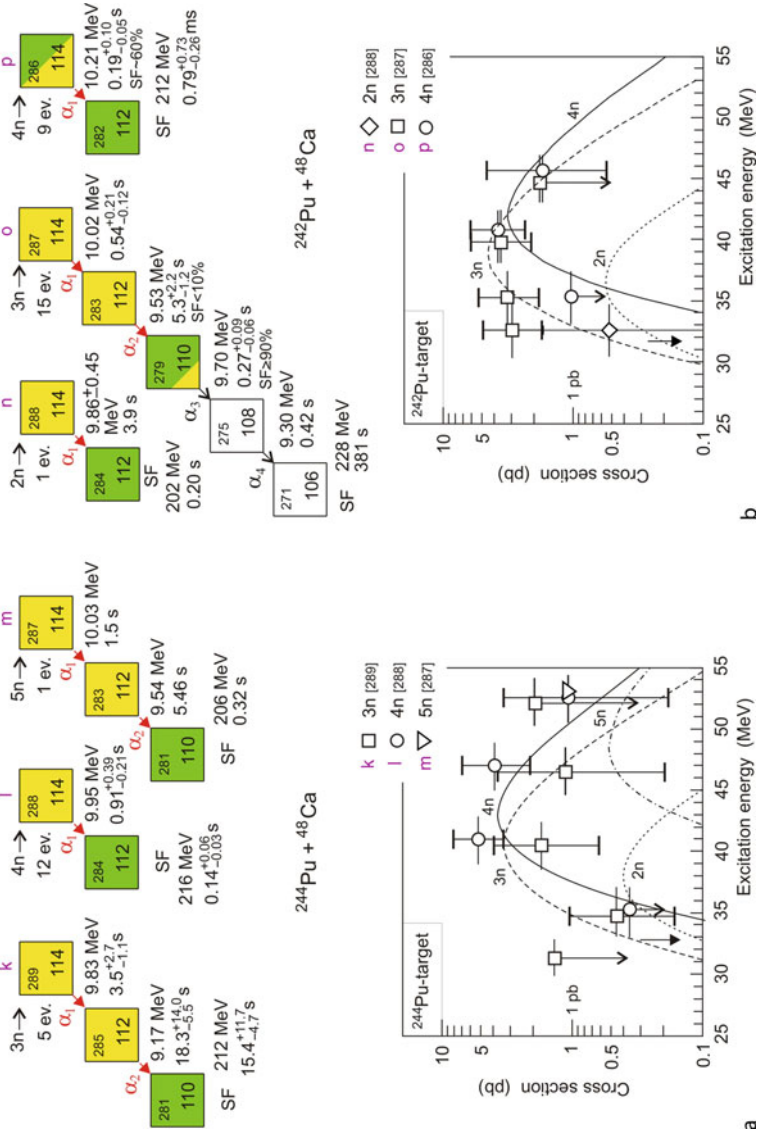 k
3n→
5 ev.
289
114
α₁
9.83 MeV
3.5 +2.7 −1.1 s
285
112
α₂
9.17 MeV
18.3 +14.0 −5.5 s
281
110
SF
212 MeV
15.4 +11.7 −4.7 s
l
4n→
12 ev.
288
114
α₁
9.95 MeV
0.91 +0.39 −0.21 s
284
112
SF
216 MeV
0.14 +0.06 −0.03 s
m
5n→
1 ev.
287
114
α₁
10.03 MeV
1.5 s
283
112
α₂
9.54 MeV
5.46 s
281
110
SF
206 MeV
0.32 s
²⁴⁴Pu + ⁴⁸Ca
n
2n→
1 ev.
288
114
α₁
9.86±0.45
MeV
3.9 s
284
112
SF
202 MeV
0.20 s
o
3n→
15 ev.
287
114
α₁
10.02 MeV
0.54 +0.21 −0.12 s
283
112
α₂
9.53 MeV
5.3 +2.2 −1.2 s
SF<10%
279
110
α₃
9.70 MeV
0.27 +0.09 −0.06 s
SF≥90%
275
108
α₄
9.30 MeV
0.42 s
271
106
SF
228 MeV
381 s
p
4n→
9 ev.
286
114
α₁
10.21 MeV
0.19 +0.10 −0.05 s
SF~60%
282
112
SF
212 MeV
0.79 +0.73 −0.26 ms
²⁴²Pu + ⁴⁸Ca
a
²⁴⁴Pu-target
k □ 3n [289]
l ○ 4n [288]
m ▽ 5n [287]
Cross section (pb)
10
5
1
0.5
0.1
1 pb
3n
4n
2n
5n
25 30 35 40 45 50 55
Excitation energy (MeV)
b
²⁴²Pu-target
n ◇ 2n [288]
o □ 3n [287]
p ○ 4n [286]
Cross section (pb)
10
5
1
0.5
0.1
1 pb
3n
4n
2n
25 30 35 40 45 50 55
Excitation energy (MeV)